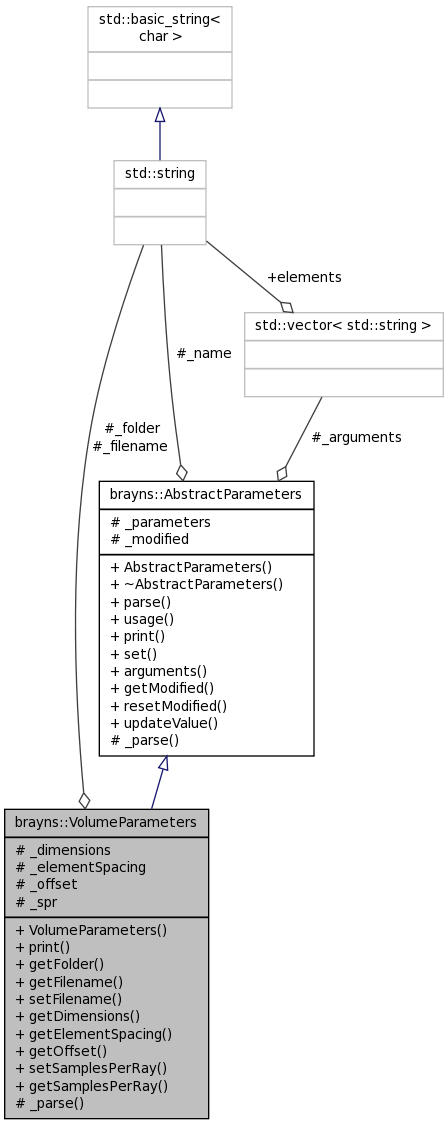 std::basic_string<
char >
std::string
+elements
std::vector< std::string >
#_name
#_folder
#_filename
#_arguments
brayns::AbstractParameters
# _parameters
# _modified
+ AbstractParameters()
+ ~AbstractParameters()
+ parse()
+ usage()
+ print()
+ set()
+ arguments()
+ getModified()
+ resetModified()
+ updateValue()
# _parse()
brayns::VolumeParameters
# _dimensions
# _elementSpacing
# _offset
# _spr
+ VolumeParameters()
+ print()
+ getFolder()
+ getFilename()
+ setFilename()
+ getDimensions()
+ getElementSpacing()
+ getOffset()
+ setSamplesPerRay()
+ getSamplesPerRay()
# _parse()